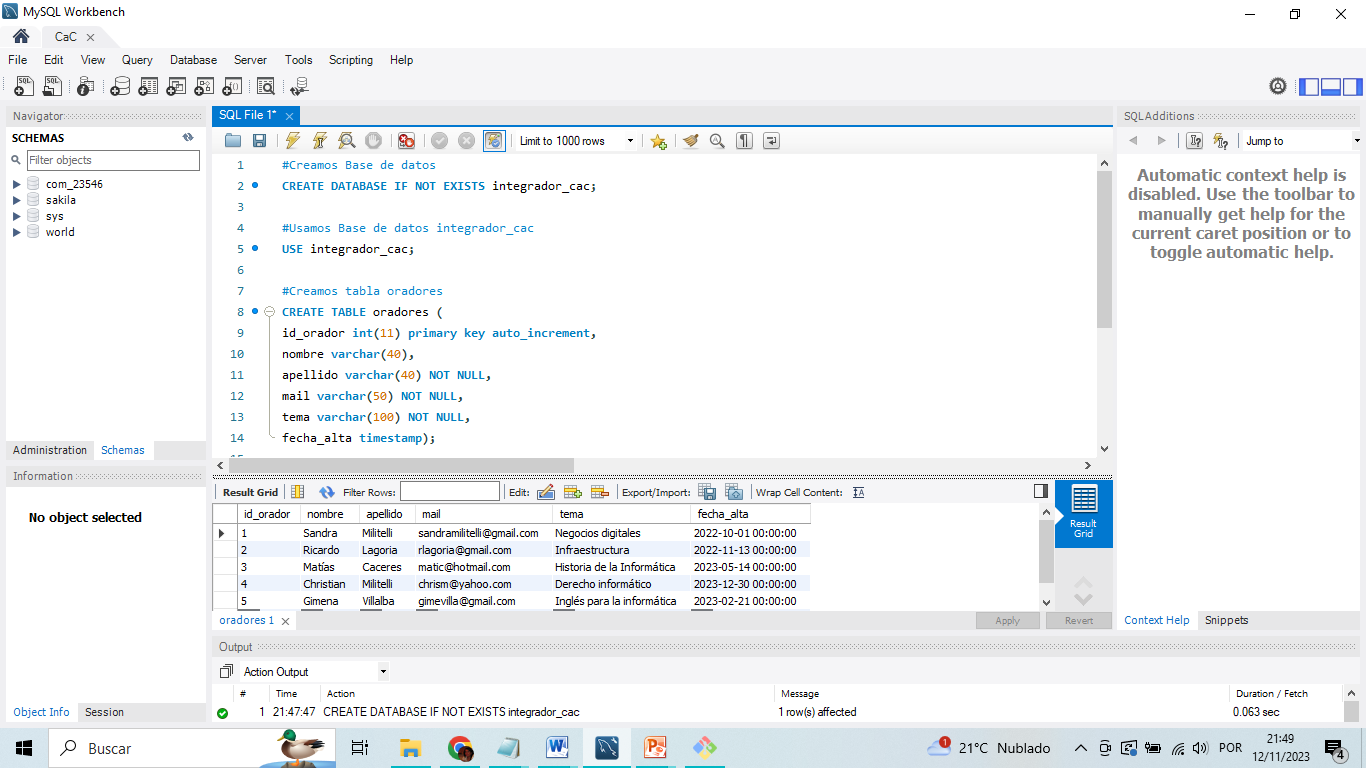 MySQL Workbench
CaC
File Edit View Query Database Server Tools Scripting Help
Navigator
SCHEMAS
Filter objects
com_23546
sakila
sys
world
Administration Schemas
Information
No object selected
Object Info Session
SQL File 1*
Limit to 1000 rows
1 #Creamos Base de datos
2 CREATE DATABASE IF NOT EXISTS integrador_cac;
3
4 #Usamos Base de datos integrador_cac
5 USE integrador_cac;
6
7 #Creamos tabla oradores
8 CREATE TABLE oradores (
9 id_orador int(11) primary key auto_increment,
10 nombre varchar(40),
11 apellido varchar(40) NOT NULL,
12 mail varchar(50) NOT NULL,
13 tema varchar(100) NOT NULL,
14 fecha_alta timestamp);
Result Grid Filter Rows: Edit: Export/Import: Wrap Cell Content:
id_orador nombre apellido mail tema fecha_alta
1 Sandra Militelli sandramilitelli@gmail.com Negocios digitales 2022-10-01 00:00:00
2 Ricardo Lagoria rlagoria@gmail.com Infraestructura 2022-11-13 00:00:00
3 Matías Caceres matic@hotmail.com Historia de la Informática 2023-05-14 00:00:00
4 Christian Militelli chrism@yahoo.com Derecho informático 2023-12-30 00:00:00
5 Gimena Villalba gimevilla@gmail.com Inglés para la informática 2023-02-21 00:00:00
Result
Grid
oradores 1 Apply Revert
SQLAdditions
Jump to
Automatic context help is
disabled. Use the toolbar to
manually get help for the
current caret position or to
toggle automatic help.
Context Help Snippets
Output
Action Output
# Time Action Message Duration / Fetch
1 21:47:47 CREATE DATABASE IF NOT EXISTS integrador_cac 1 row(s) affected 0.063 sec
Buscar
1
21°C Nublado
POR
21:49
12/11/2023
4